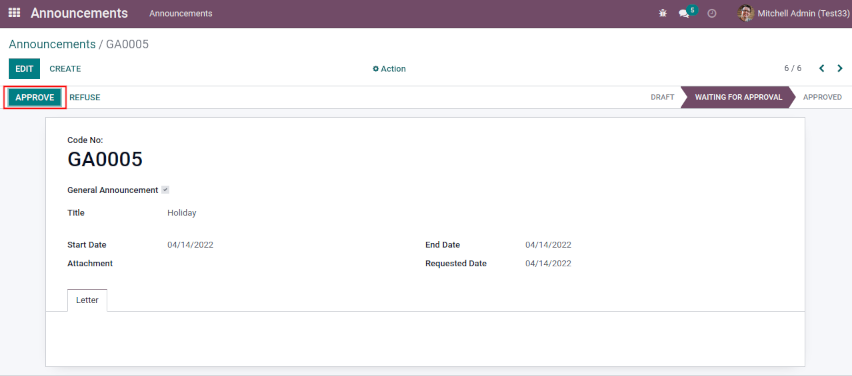 Announcements Announcements 5 Mitchell Admin (Test33)
Announcements / GA0005
EDIT CREATE Action 6 / 6
APPROVE REFUSE DRAFT WAITING FOR APPROVAL APPROVED
Code No:
GA0005
General Announcement
Title Holiday
Start Date 04/14/2022 End Date 04/14/2022
Attachment Requested Date 04/14/2022
Letter